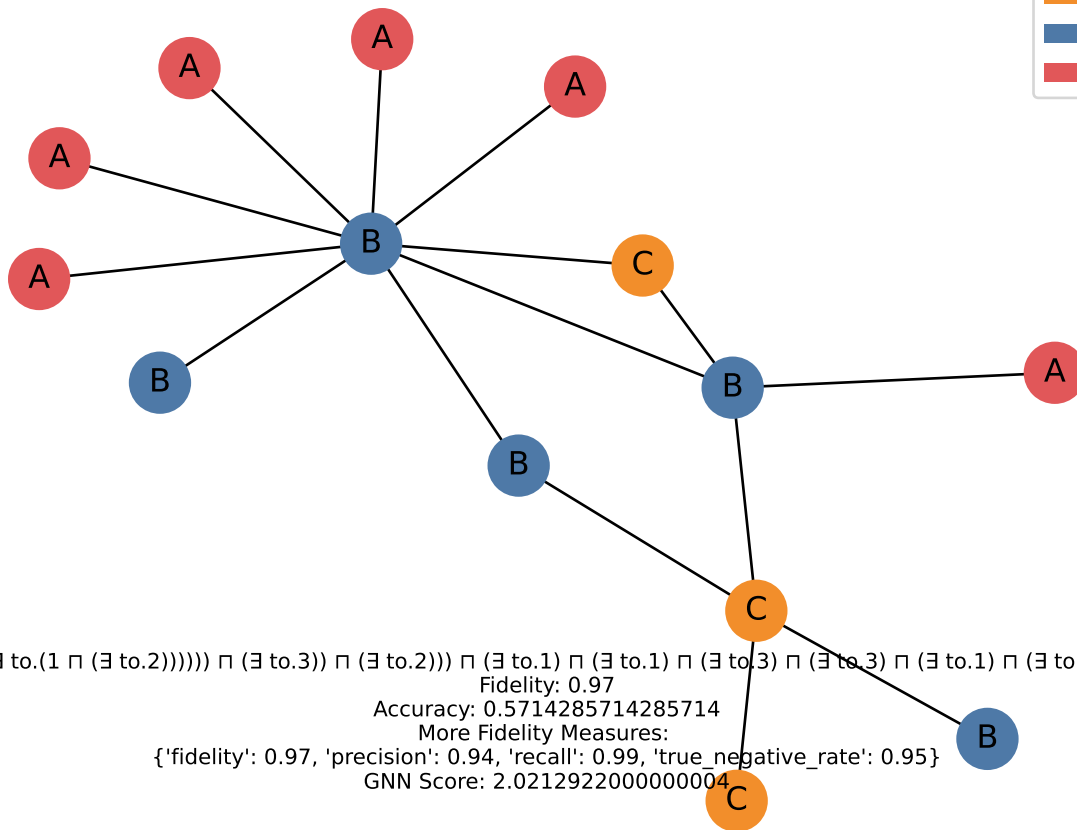 A
A
A
A
B
C
A
B
B
A
B
C
∃ to.(1 ⊓ (∃ to.2)))))) ⊓ (∃ to.3)) ⊓ (∃ to.2))) ⊓ (∃ to.1) ⊓ (∃ to.1) ⊓ (∃ to.3) ⊓ (∃ to.3) ⊓ (∃ to.1) ⊓ (∃ to
Fidelity: 0.97
Accuracy: 0.5714285714285714
More Fidelity Measures:
B
{'fidelity': 0.97, 'precision': 0.94, 'recall': 0.99, 'true_negative_rate': 0.95}
GNN Score: 2.0212922000000004
C